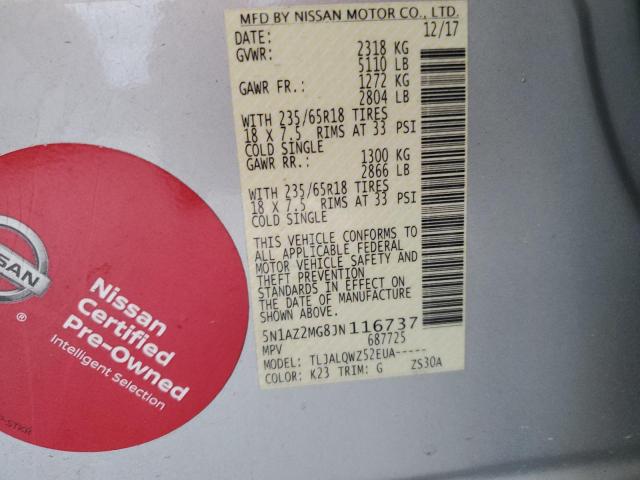 MFD BY NISSAN MOTOR CO., LTD.
DATE: 12/17
GVWR: 2318 KG
5110 LB
GAWR FR.: 1272 KG
2804 LB
WITH 235/65R18 TIRES
18 X 7.5 RIMS AT 33 PSI
COLD SINGLE
GAWR RR.: 1300 KG
2866 LB
WITH 235/65R18 TIRES
18 X 7.5 RIMS AT 33 PSI
COLD SINGLE
THIS VEHICLE CONFORMS TO
ALL APPLICABLE FEDERAL
MOTOR VEHICLE SAFETY AND
THEFT PREVENTION
STANDARDS IN EFFECT ON
THE DATE OF MANUFACTURE
SHOWN ABOVE.
5N1AZ2MG8JN116737
MPV 687725
MODEL: TLJALQWZ52EUA-----
COLOR: K23 TRIM: G ZS30A
SSAN
®
Nissan
Certified
Pre-Owned
Intelligent Selection